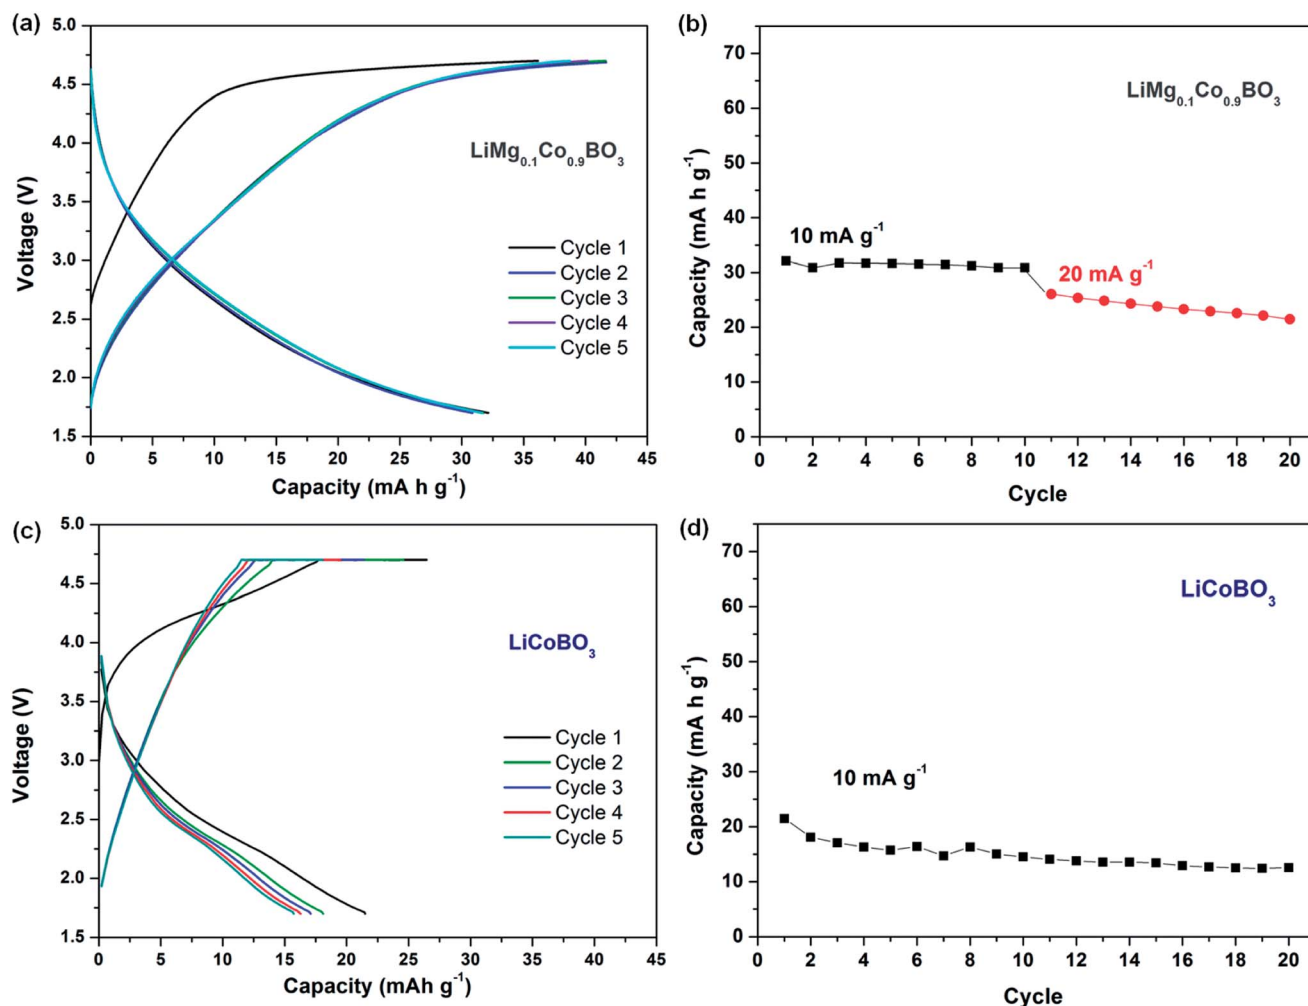 (a)
5.0
4.5
4.0
3.5
3.0
2.5
2.0
1.5
Voltage (V)
LiMg0.1Co0.9BO3
Cycle 1
Cycle 2
Cycle 3
Cycle 4
Cycle 5
0 5 10 15 20 25 30 35 40 45
Capacity (mA h g-1)
(b)
70
60
50
40
30
20
10
0
Capacity (mA h g-1)
LiMg0.1Co0.9BO3
10 mA g-1
20 mA g-1
0 2 4 6 8 10 12 14 16 18 20
Cycle
(c)
5.0
4.5
4.0
3.5
3.0
2.5
2.0
1.5
Voltage (V)
LiCoBO3
Cycle 1
Cycle 2
Cycle 3
Cycle 4
Cycle 5
0 5 10 15 20 25 30 35 40 45
Capacity (mAh g-1)
(d)
70
60
50
40
30
20
10
0
Capacity (mA h g-1)
LiCoBO3
10 mA g-1
0 2 4 6 8 10 12 14 16 18 20
Cycle